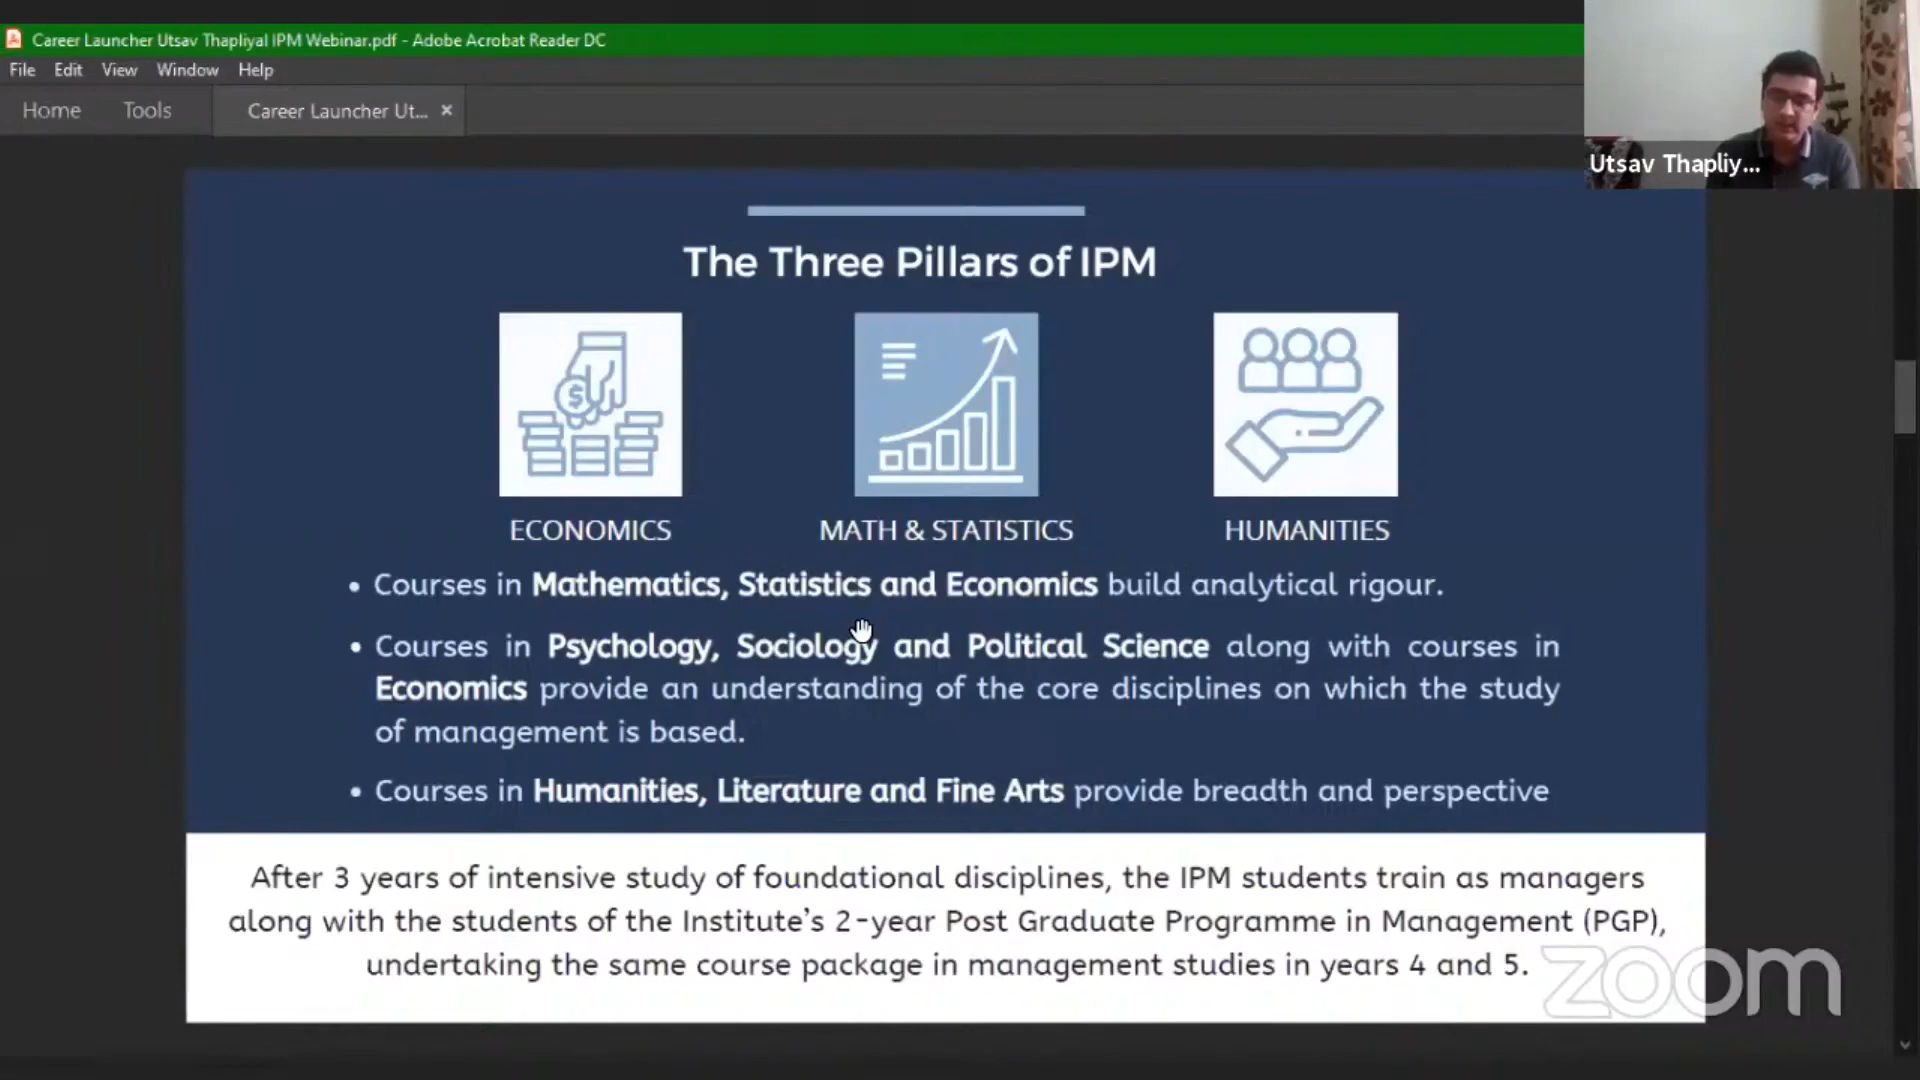 Career Launcher Utsav Thapliyal IPM Webinar.pdf - Adobe Acrobat Reader DC
File Edit View Window Help
Home Tools Career Launcher Ut... ×
Utsav Thapliy...
The Three Pillars of IPM
$
ECONOMICS MATH & STATISTICS HUMANITIES
• Courses in Mathematics, Statistics and Economics build analytical rigour.
• Courses in Psychology, Sociology and Political Science along with courses in
Economics provide an understanding of the core disciplines on which the study
of management is based.
• Courses in Humanities, Literature and Fine Arts provide breadth and perspective
After 3 years of intensive study of foundational disciplines, the IPM students train as managers
along with the students of the Institute's 2-year Post Graduate Programme in Management (PGP),
undertaking the same course package in management studies in years 4 and 5.
zoom